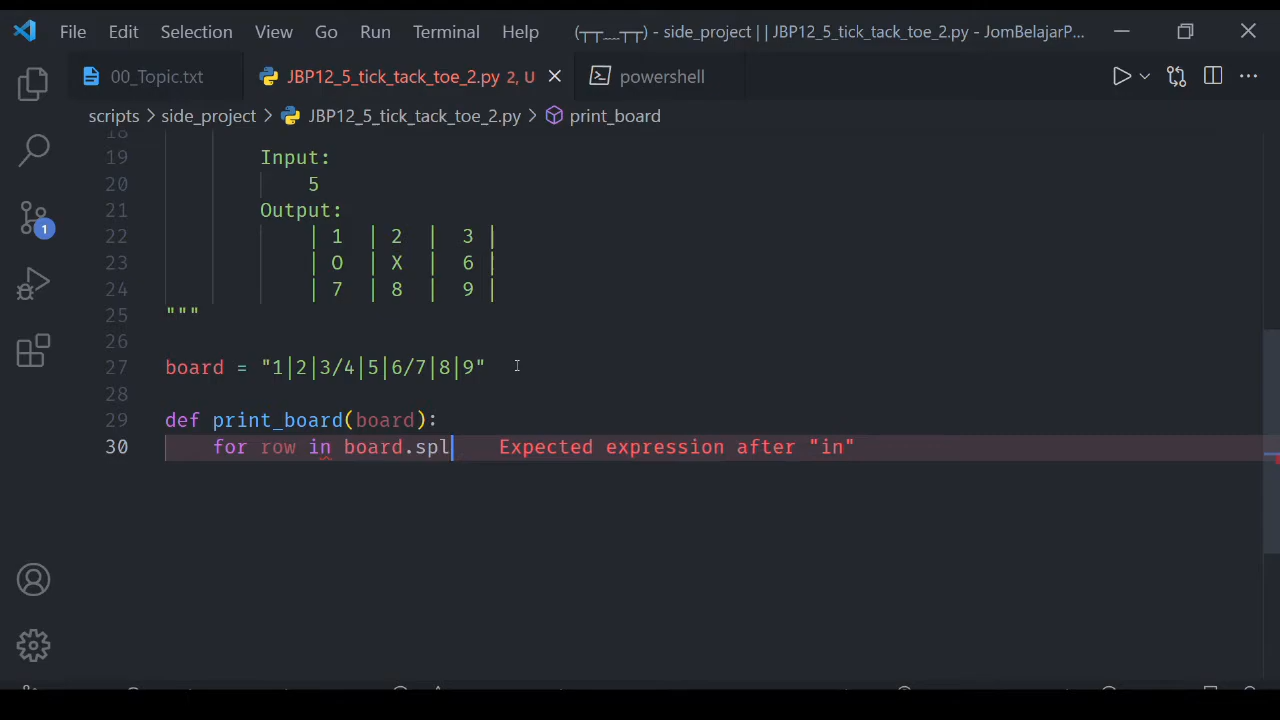 File Edit Selection View Go Run Terminal Help (┬┬﹏┬┬) - side_project | | JBP12_5_tick_tack_toe_2.py - JomBelajarP...
00_Topic.txt JBP12_5_tick_tack_toe_2.py 2, U powershell
scripts > side_project > JBP12_5_tick_tack_toe_2.py > print_board
18
19 Input:
20 5
21 Output:
22 | 1 | 2 | 3 |
23 | O | X | 6 |
24 | 7 | 8 | 9 |
25 """
26
27 board = "1|2|3/4|5|6/7|8|9"
28
29 def print_board(board):
30 for row in board.spl Expected expression after "in"
1